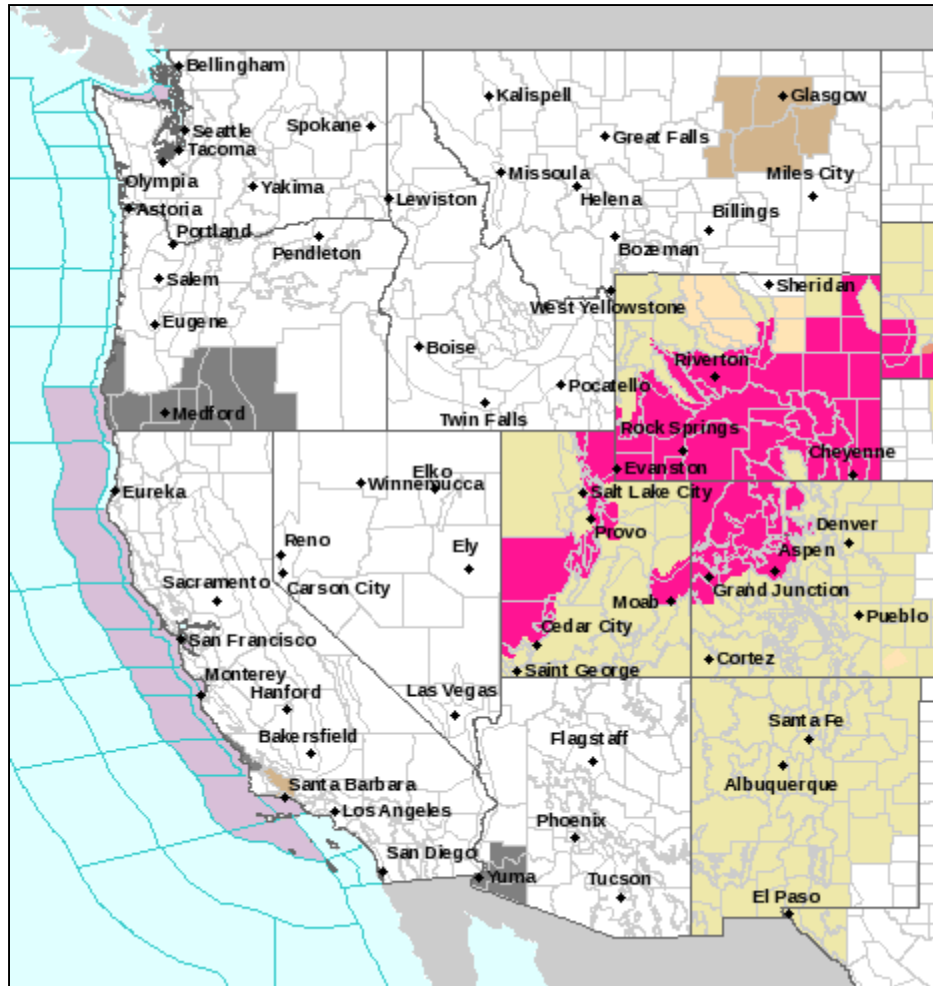 Bellingham
Kalispell
Glasgow
Seattle
Spokane
Great Falls
Tacoma
Olympia
Missoula
Miles City
Yakima
Helena
Lewiston
Astoria
Billings
Portland
Pendleton
Bozeman
Salem
Sheridan
West Yellowstone
Eugene
Boise
Riverton
Pocatello
Medford
Twin Falls
Rock Springs
Cheyenne
Elko
Evanston
Winnemucca
Eureka
Salt Lake City
Provo
Denver
Reno
Ely
Aspen
Sacramento
Carson City
Grand Junction
Moab
Pueblo
Cedar City
San Francisco
Cortez
Saint George
Monterey
Hanford
Las Vegas
Santa Fe
Bakersfield
Flagstaff
Albuquerque
Santa Barbara
Los Angeles
Phoenix
San Diego
Yuma
Tucson
El Paso